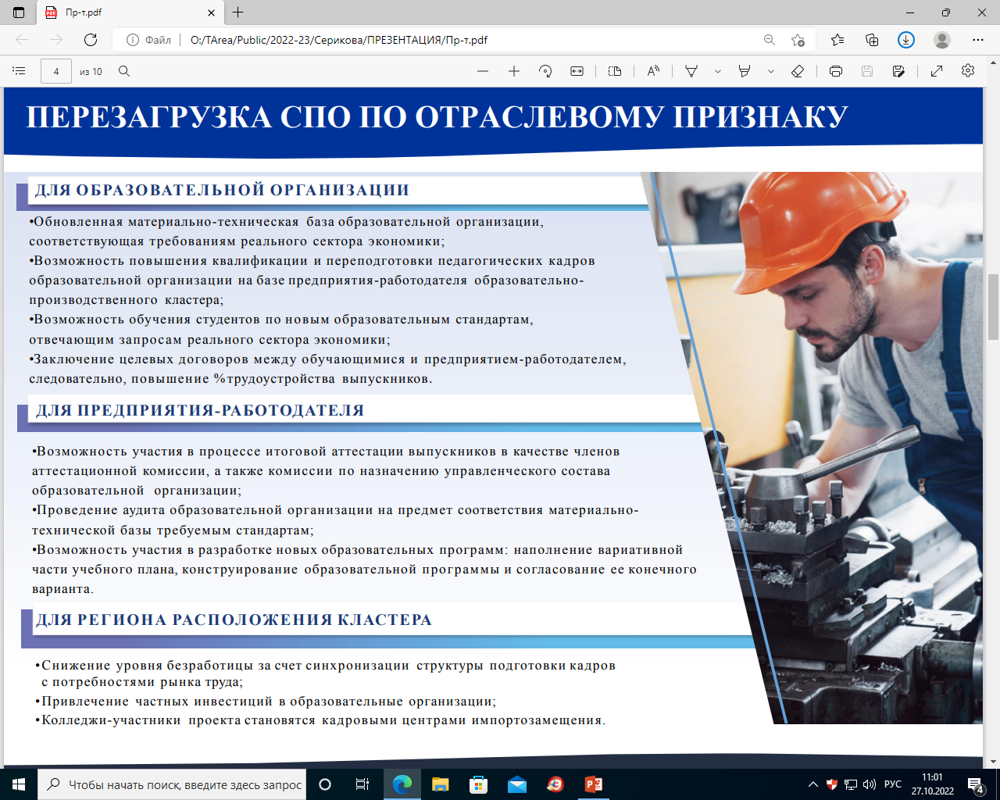 Пр-т.pdf
Файл | O:/TArea/Public/2022-23/Серикова/ПРЕЗЕНТАЦИЯ/Пр-т.pdf
4 из 10
ПЕРЕЗАГРУЗКА СПО ПО ОТРАСЛЕВОМУ ПРИЗНАКУ
ДЛЯ ОБРАЗОВАТЕЛЬНОЙ ОРГАНИЗАЦИИ
•Обновленная материально-техническая база образовательной организации,
соответствующая требованиям реального сектора экономики;
•Возможность повышения квалификации и переподготовки педагогических кадров
образовательной организации на базе предприятия-работодателя образовательно-
производственного кластера;
•Возможность обучения студентов по новым образовательным стандартам,
отвечающим запросам реального сектора экономики;
•Заключение целевых договоров между обучающимися и предприятием-работодателем,
следовательно, повышение %трудоустройства выпускников.
ДЛЯ ПРЕДПРИЯТИЯ-РАБОТОДАТЕЛЯ
•Возможность участия в процессе итоговой аттестации выпускников в качестве членов
аттестационной комиссии, а также комиссии по назначению управленческого состава
образовательной организации;
•Проведение аудита образовательной организации на предмет соответствия материально-
технической базы требуемым стандартам;
•Возможность участия в разработке новых образовательных программ: наполнение вариативной
части учебного плана, конструирование образовательной программы и согласование ее конечного
варианта.
ДЛЯ РЕГИОНА РАСПОЛОЖЕНИЯ КЛАСТЕРА
•Снижение уровня безработицы за счет синхронизации структуры подготовки кадров
с потребностями рынка труда;
•Привлечение частных инвестиций в образовательные организации;
•Колледжи-участники проекта становятся кадровыми центрами импортозамещения.
Чтобы начать поиск, введите здесь запрос
РУС
11:01
27.10.2022
4